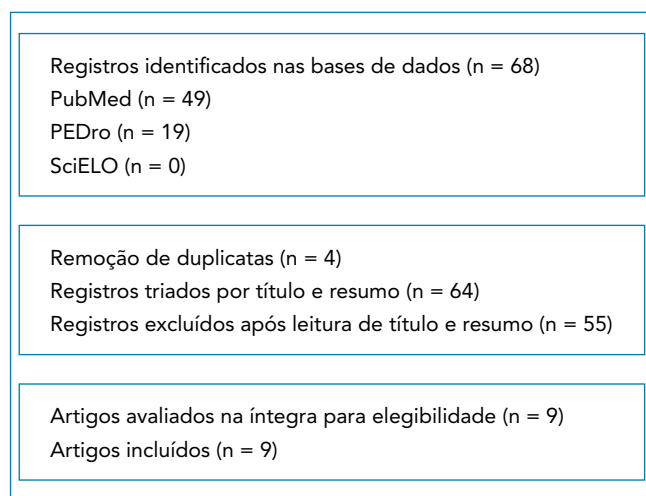 Registros identificados nas bases de dados (n = 68)
PubMed (n = 49)
PEDro (n = 19)
SciELO (n = 0)
Remoção de duplicatas (n = 4)
Registros triados por título e resumo (n = 64)
Registros excluídos após leitura de título e resumo (n = 55)
Artigos avaliados na íntegra para elegibilidade (n = 9)
Artigos incluídos (n = 9)